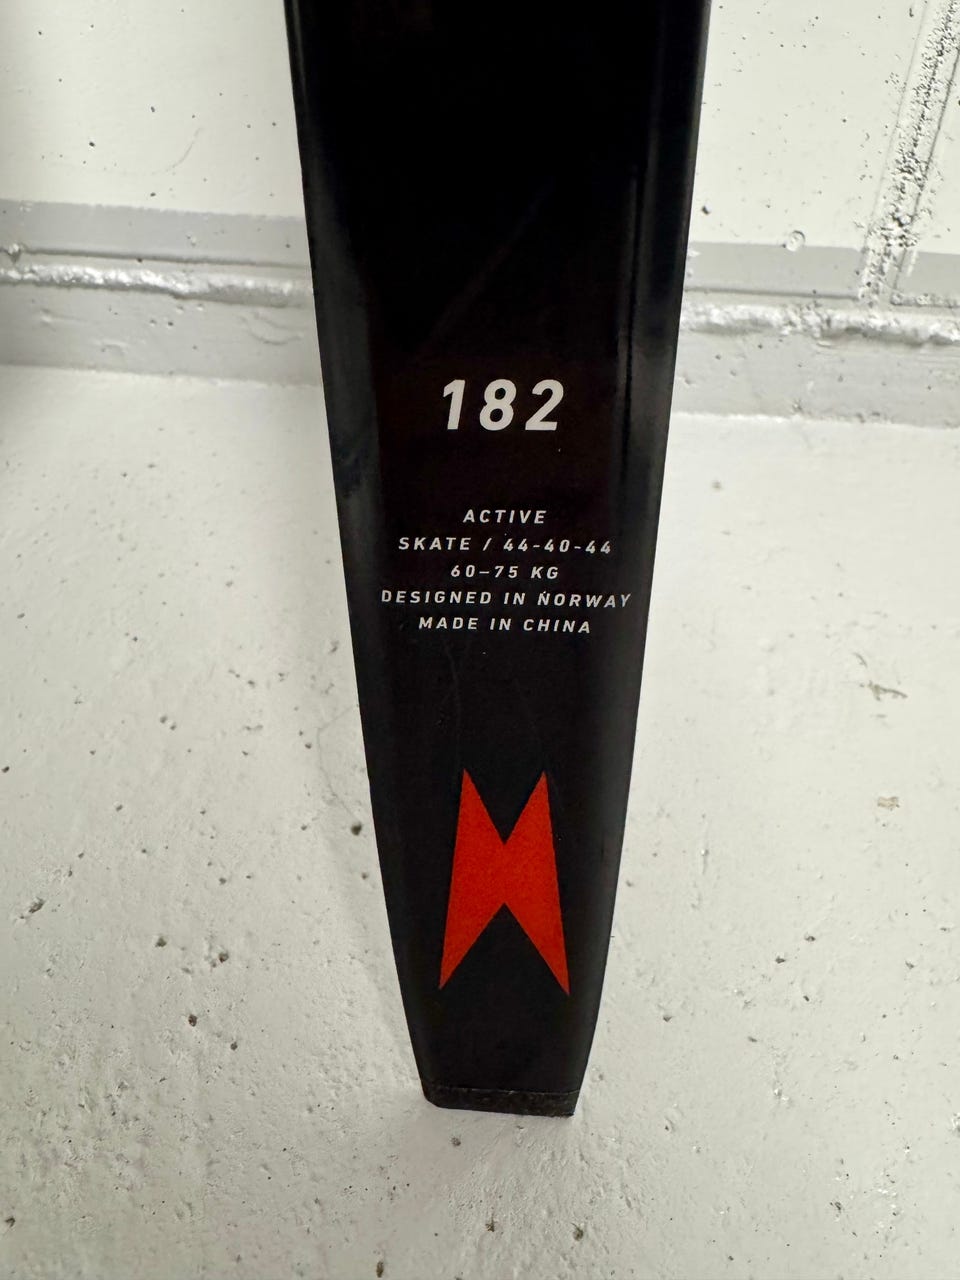 182
ACTIVE
SKATE / 44-40-44
60–75 KG
DESIGNED IN NORWAY
MADE IN CHINA